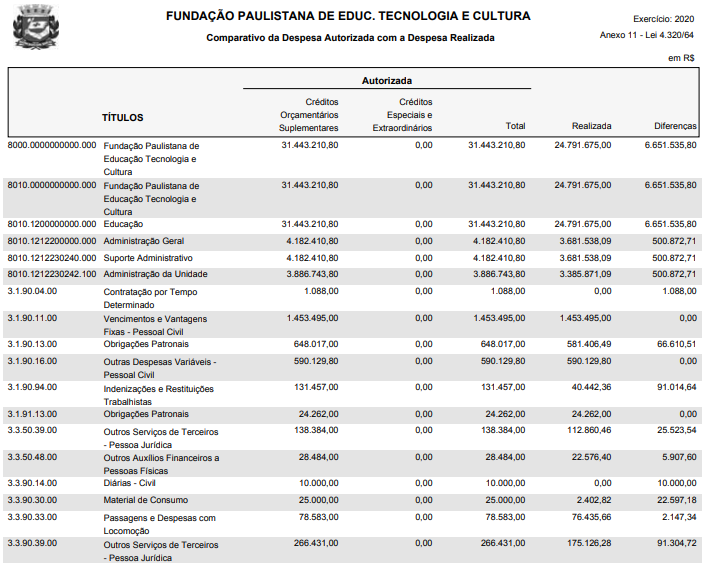 FUNDAÇÃO PAULISTANA DE EDUC. TECNOLOGIA E CULTURA
Exercício: 2020
Comparativo da Despesa Autorizada com a Despesa Realizada
Anexo 11 - Lei 4.320/64
em R$
Autorizada
TÍTULOS
Créditos Orçamentários Suplementares
Créditos Especiais e Extraordinários
Total
Realizada
Diferenças
8000.0000000000.000 Fundação Paulistana de 31.443.210,80 0,00 31.443.210,80 24.791.675,00 6.651.535,80
Educação Tecnologia e
Cultura
8010.0000000000.000 Fundação Paulistana de 31.443.210,80 0,00 31.443.210,80 24.791.675,00 6.651.535,80
Educação Tecnologia e
Cultura
8010.1200000000.000 Educação 31.443.210,80 0,00 31.443.210,80 24.791.675,00 6.651.535,80
8010.1212200000.000 Administração Geral 4.182.410,80 0,00 4.182.410,80 3.681.538,09 500.872,71
8010.1212230240.000 Suporte Administrativo 4.182.410,80 0,00 4.182.410,80 3.681.538,09 500.872,71
8010.1212230242.100 Administração da Unidade 3.886.743,80 0,00 3.886.743,80 3.385.871,09 500.872,71
3.1.90.04.00 Contratação por Tempo 1.088,00 0,00 1.088,00 0,00 1.088,00
Determinado
3.1.90.11.00 Vencimentos e Vantagens 1.453.495,00 0,00 1.453.495,00 1.453.495,00 0,00
Fixas - Pessoal Civil
3.1.90.13.00 Obrigações Patronais 648.017,00 0,00 648.017,00 581.406,49 66.610,51
3.1.90.16.00 Outras Despesas Variáveis - 590.129,80 0,00 590.129,80 590.129,80 0,00
Pessoal Civil
3.1.90.94.00 Indenizações e Restituições 131.457,00 0,00 131.457,00 40.442,36 91.014,64
Trabalhistas
3.1.91.13.00 Obrigações Patronais 24.262,00 0,00 24.262,00 24.262,00 0,00
3.3.50.39.00 Outros Serviços de Terceiros 138.384,00 0,00 138.384,00 112.860,46 25.523,54
- Pessoa Jurídica
3.3.50.48.00 Outros Auxílios Financeiros a 28.484,00 0,00 28.484,00 22.576,40 5.907,60
Pessoas Físicas
3.3.90.14.00 Diárias - Civil 10.000,00 0,00 10.000,00 0,00 10.000,00
3.3.90.30.00 Material de Consumo 25.000,00 0,00 25.000,00 2.402,82 22.597,18
3.3.90.33.00 Passagens e Despesas com 78.583,00 0,00 78.583,00 76.435,66 2.147,34
Locomoção
3.3.90.39.00 Outros Serviços de Terceiros 266.431,00 0,00 266.431,00 175.126,28 91.304,72
- Pessoa Jurídica